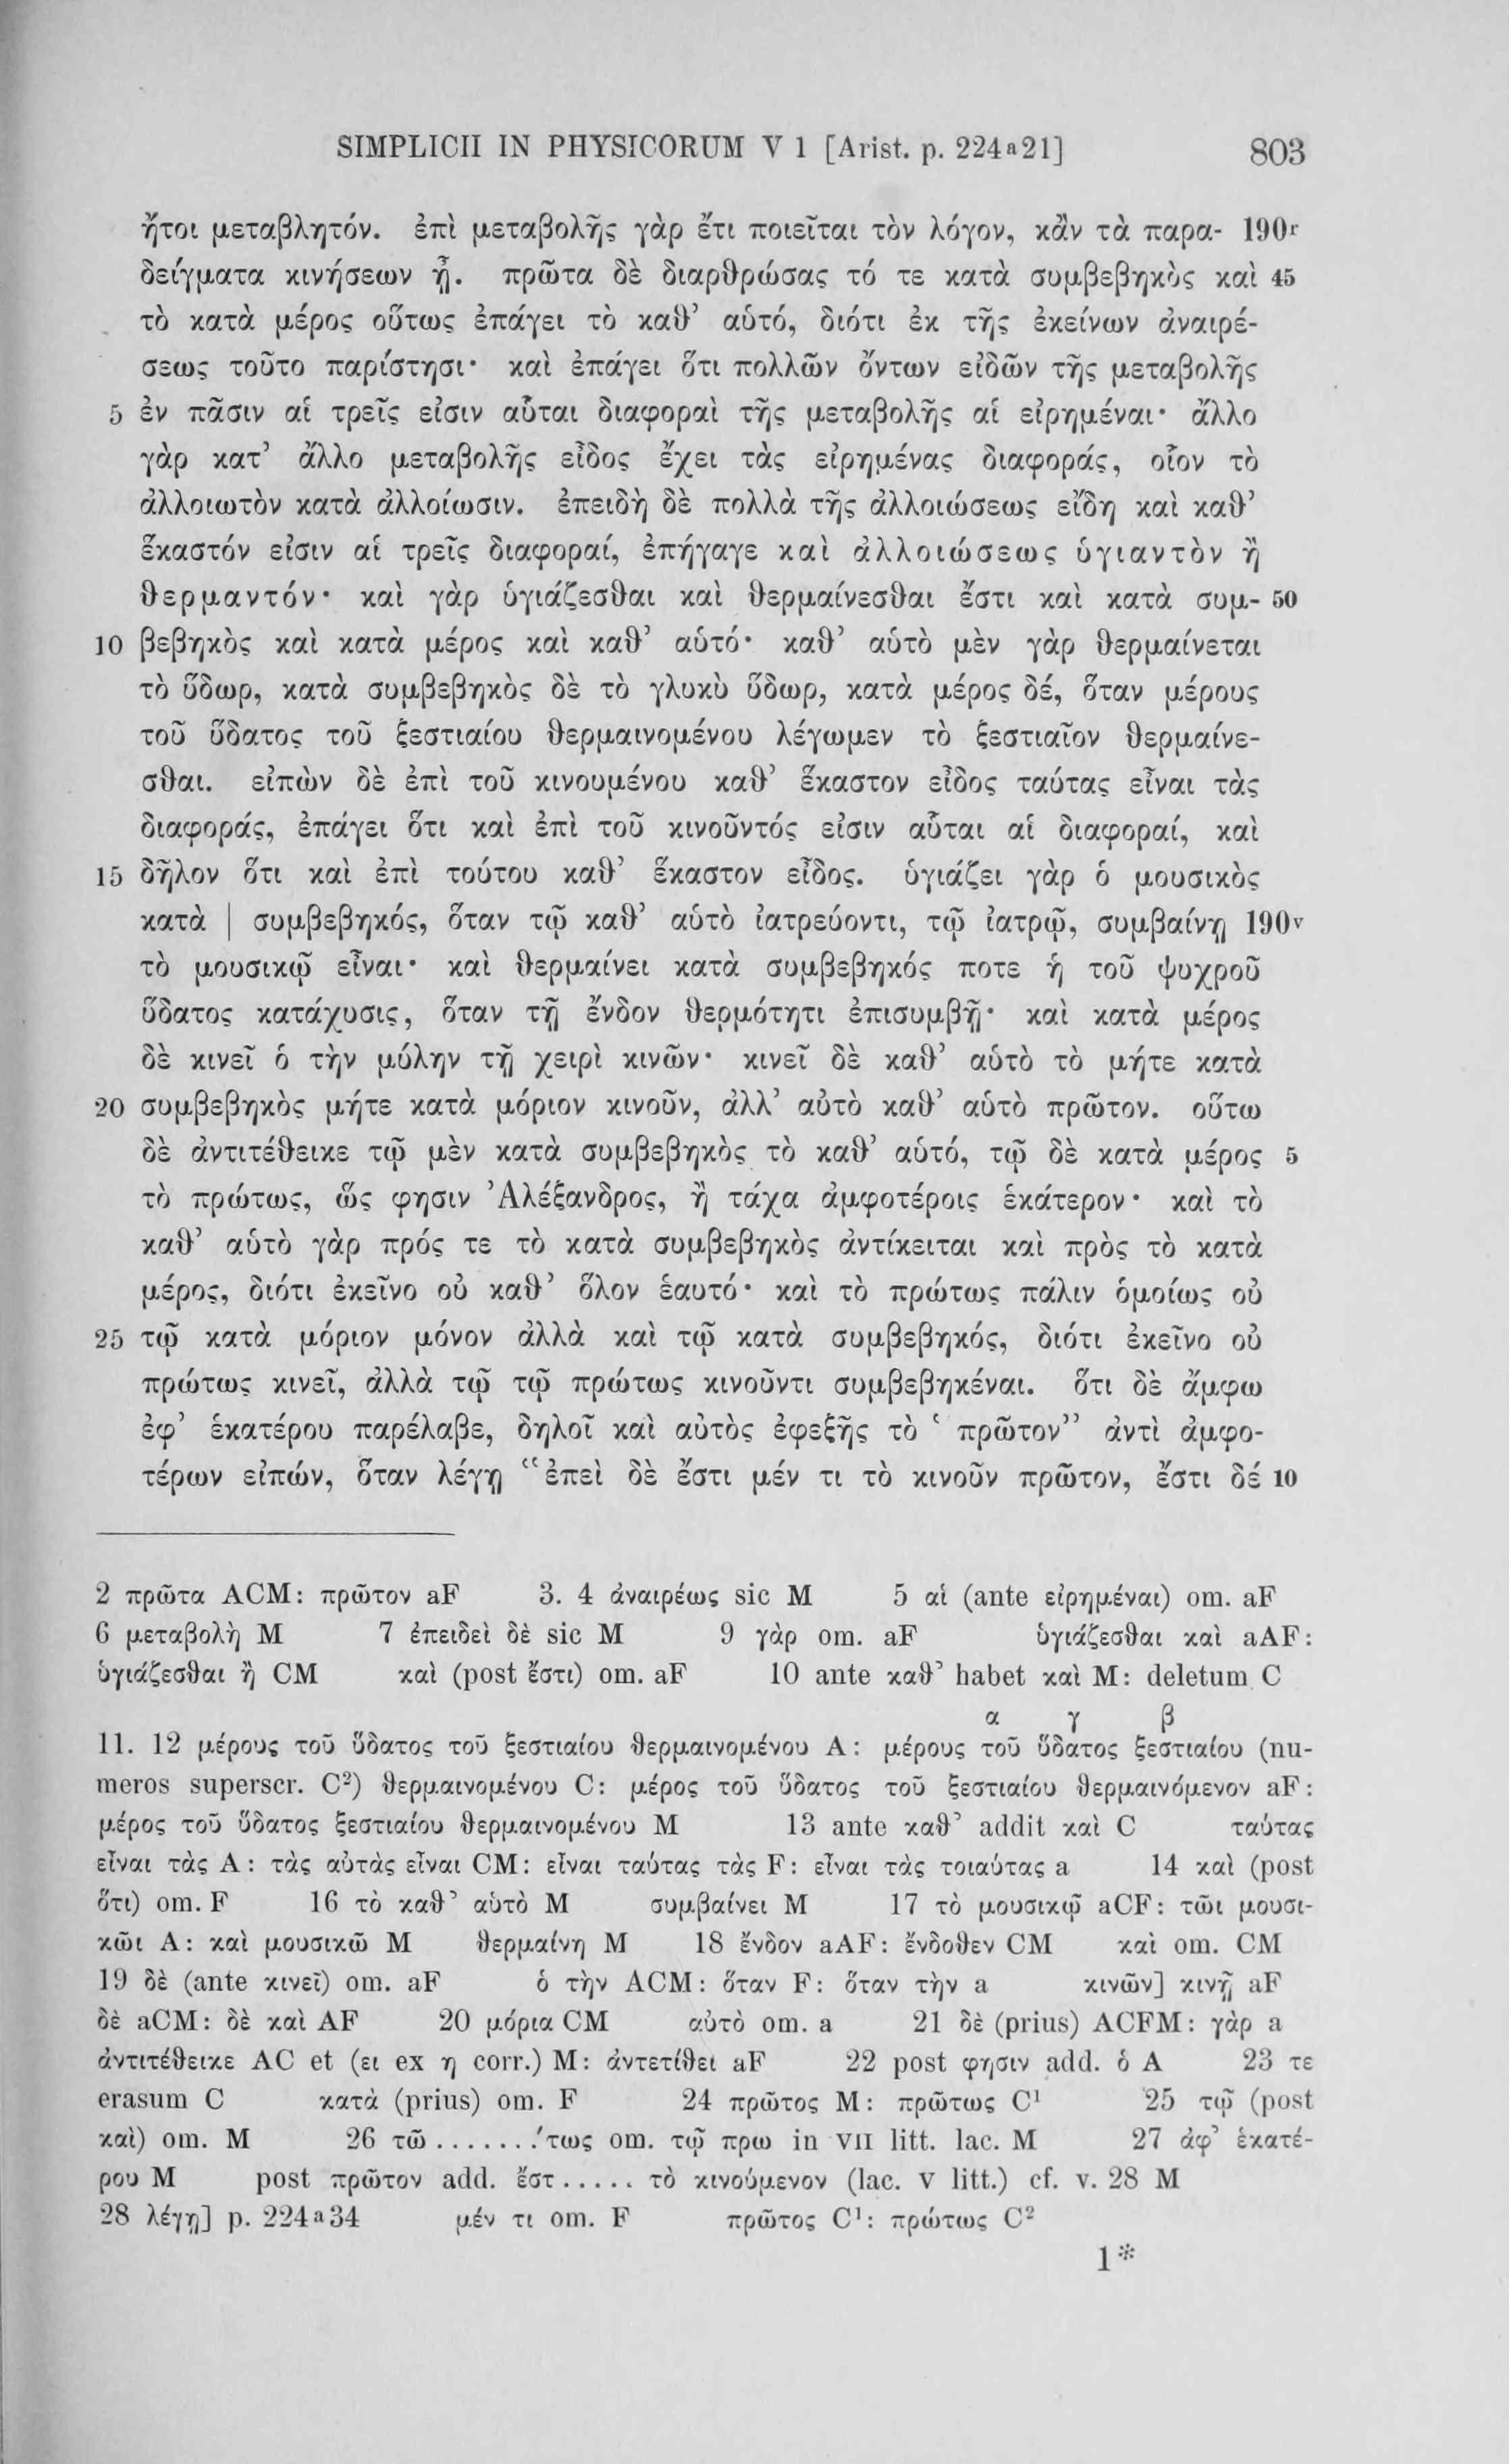 SIMPLICII IN PHYSICORUM V 1 [Arist. p. 224ª21] 803
ἤτοι μεταβλητόν. ἐπὶ μεταβολῆς γὰρ ἔτι ποιεῖται τὸν λόγον, κἂν τὰ παρα- 190ʳ
δείγματα κινήσεων ᾖ. πρῶτα δὲ διαρθρώσας τό τε κατὰ συμβεβηκὸς καὶ 45
τὸ κατὰ μέρος οὕτως ἐπάγει τὸ καθ’ αὑτό, διότι ἐκ τῆς ἐκείνων ἀναιρέ-
σεως τοῦτο παρίστησι· καὶ ἐπάγει ὅτι πολλῶν ὄντων εἰδῶν τῆς μεταβολῆς
5 ἐν πᾶσιν αἱ τρεῖς εἰσιν αὗται διαφοραὶ τῆς μεταβολῆς αἱ εἰρημέναι· ἄλλο
γὰρ κατ’ ἄλλο μεταβολῆς εἶδος ἔχει τὰς εἰρημένας διαφοράς, οἷον τὸ
ἀλλοιωτὸν κατὰ ἀλλοίωσιν. ἐπειδὴ δὲ πολλὰ τῆς ἀλλοιώσεως εἴδη καὶ καθ’
ἕκαστόν εἰσιν αἱ τρεῖς διαφοραί, ἐπήγαγε καὶ ἀλλοιώσεως ὑγιαντὸν ἢ
θερμαντόν· καὶ γὰρ ὑγιάζεσθαι καὶ θερμαίνεσθαι ἔστι καὶ κατὰ συμ- 50
10 βεβηκὸς καὶ κατὰ μέρος καὶ καθ’ αὑτό· καθ’ αὑτὸ μὲν γὰρ θερμαίνεται
τὸ ὕδωρ, κατὰ συμβεβηκὸς δὲ τὸ γλυκὺ ὕδωρ, κατὰ μέρος δέ, ὅταν μέρους
τοῦ ὕδατος τοῦ ξεστιαίου θερμαινομένου λέγωμεν τὸ ξεστιαῖον θερμαίνε-
σθαι. εἰπὼν δὲ ἐπὶ τοῦ κινουμένου καθ’ ἕκαστον εἶδος ταύτας εἶναι τὰς
διαφοράς, ἐπάγει ὅτι καὶ ἐπὶ τοῦ κινοῦντός εἰσιν αὗται αἱ διαφοραί, καὶ
15 δῆλον ὅτι καὶ ἐπὶ τούτου καθ’ ἕκαστον εἶδος. ὑγιάζει γὰρ ὁ μουσικὸς
κατὰ | συμβεβηκός, ὅταν τῷ καθ’ αὑτὸ ἰατρεύοντι, τῷ ἰατρῷ, συμβαίνῃ 190ᵛ
τὸ μουσικῷ εἶναι· καὶ θερμαίνει κατὰ συμβεβηκός ποτε ἡ τοῦ ψυχροῦ
ὕδατος κατάχυσις, ὅταν τῇ ἔνδον θερμότητι ἐπισυμβῇ· καὶ κατὰ μέρος
δὲ κινεῖ ὁ τὴν μύλην τῇ χειρὶ κινῶν· κινεῖ δὲ καθ’ αὑτὸ τὸ μήτε κατὰ
20 συμβεβηκὸς μήτε κατὰ μόριον κινοῦν, ἀλλ’ αὐτὸ καθ’ αὑτὸ πρῶτον. οὕτω
δὲ ἀντιτέθεικε τῷ μὲν κατὰ συμβεβηκὸς τὸ καθ’ αὑτό, τῷ δὲ κατὰ μέρος 5
τὸ πρώτως, ὥς φησιν Ἀλέξανδρος, ἢ τάχα ἀμφοτέροις ἑκάτερον· καὶ τὸ
καθ’ αὑτὸ γὰρ πρός τε τὸ κατὰ συμβεβηκὸς ἀντίκειται καὶ πρὸς τὸ κατὰ
μέρος, διότι ἐκεῖνο οὐ καθ’ ὅλον ἑαυτό· καὶ τὸ πρώτως πάλιν ὁμοίως οὐ
25 τῷ κατὰ μόριον μόνον ἀλλὰ καὶ τῷ κατὰ συμβεβηκός, διότι ἐκεῖνο οὐ
πρώτως κινεῖ, ἀλλὰ τῷ τῷ πρώτως κινοῦντι συμβεβηκέναι. ὅτι δὲ ἄμφω
ἐφ’ ἑκατέρου παρέλαβε, δηλοῖ καὶ αὐτὸς ἐφεξῆς τὸ ‘ πρῶτον” ἀντὶ ἀμφο-
τέρων εἰπών, ὅταν λέγῃ “ἐπεὶ δὲ ἔστι μέν τι τὸ κινοῦν πρῶτον, ἔστι δέ 10
2 πρῶτα ACM: πρῶτον aF 3. 4 ἀναιρέως sic M 5 αἱ (ante εἰρημέναι) om. aF
6 μεταβολὴ M 7 ἐπειδεὶ δὲ sic M 9 γὰρ om. aF ὑγιάζεσθαι καὶ aAF:
ὑγιάζεσθαι ἢ CM καὶ (post ἔστι) om. aF 10 ante καθ’ habet καὶ M: deletum C
α γ β
11. 12 μέρους τοῦ ὕδατος τοῦ ξεστιαίου θερμαινομένου A: μέρους τοῦ ὕδατος ξεστιαίου (nu-
meros superscr. C²) θερμαινομένου C: μέρος τοῦ ὕδατος τοῦ ξεστιαίου θερμαινόμενον aF:
μέρος τοῦ ὕδατος ξεστιαίου θερμαινομένου M 13 ante καθ’ addit καὶ C ταύτας
εἶναι τὰς A: τὰς αὐτὰς εἶναι CM: εἶναι ταύτας τὰς F: εἶναι τὰς τοιαύτας a 14 καὶ (post
ὅτι) om. F 16 τὸ καθ’ αὑτὸ M συμβαίνει M 17 τὸ μουσικῷ aCF: τῶι μουσι-
κῶι A: καὶ μουσικῶ M θερμαίνη M 18 ἔνδον aAF: ἔνδοθεν CM καὶ om. CM
19 δὲ (ante κινεῖ) om. aF ὁ τὴν ACM: ὅταν F: ὅταν τὴν a κινῶν] κινῇ aF
δὲ aCM: δὲ καὶ AF 20 μόρια CM αὐτὸ om. a 21 δὲ (prius) ACFM: γὰρ a
ἀντιτέθεικε AC et (ει ex η corr.) M: ἀντετίθει aF 22 post φησιν add. ὁ A 23 τε
erasum C κατὰ (prius) om. F 24 πρῶτος M: πρῶτως C¹ 25 τῷ (post
καὶ) om. M 26 τῶ ......./τως om. τῷ πρω in VII litt. lac. M 27 ἀφ’ ἑκατέ-
ρου M post πρῶτον add. ἔστ ..... τὸ κινούμενον (lac. V litt.) cf. v. 28 M
28 λέγῃ] p. 224ª34 μέν τι om. F πρῶτος C¹: πρώτως C²
1*